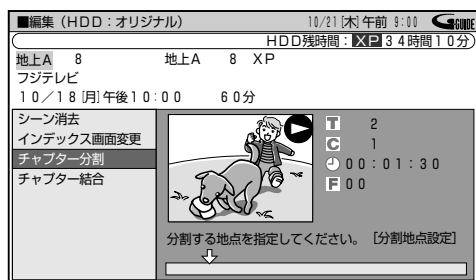 ■編集（HDD：オリジナル） 10/21[木]午前 9:00 G-GUIDE
HDD残時間：XP34時間10分
地上A 8 地上A 8 XP
フジテレビ
10／18[月]午後10：00 60分
シーン消去
インデックス画面変更
チャプター分割
チャプター結合
T 2
C 1
00：01：30
F 00
分割する地点を指定してください。［分割地点設定］